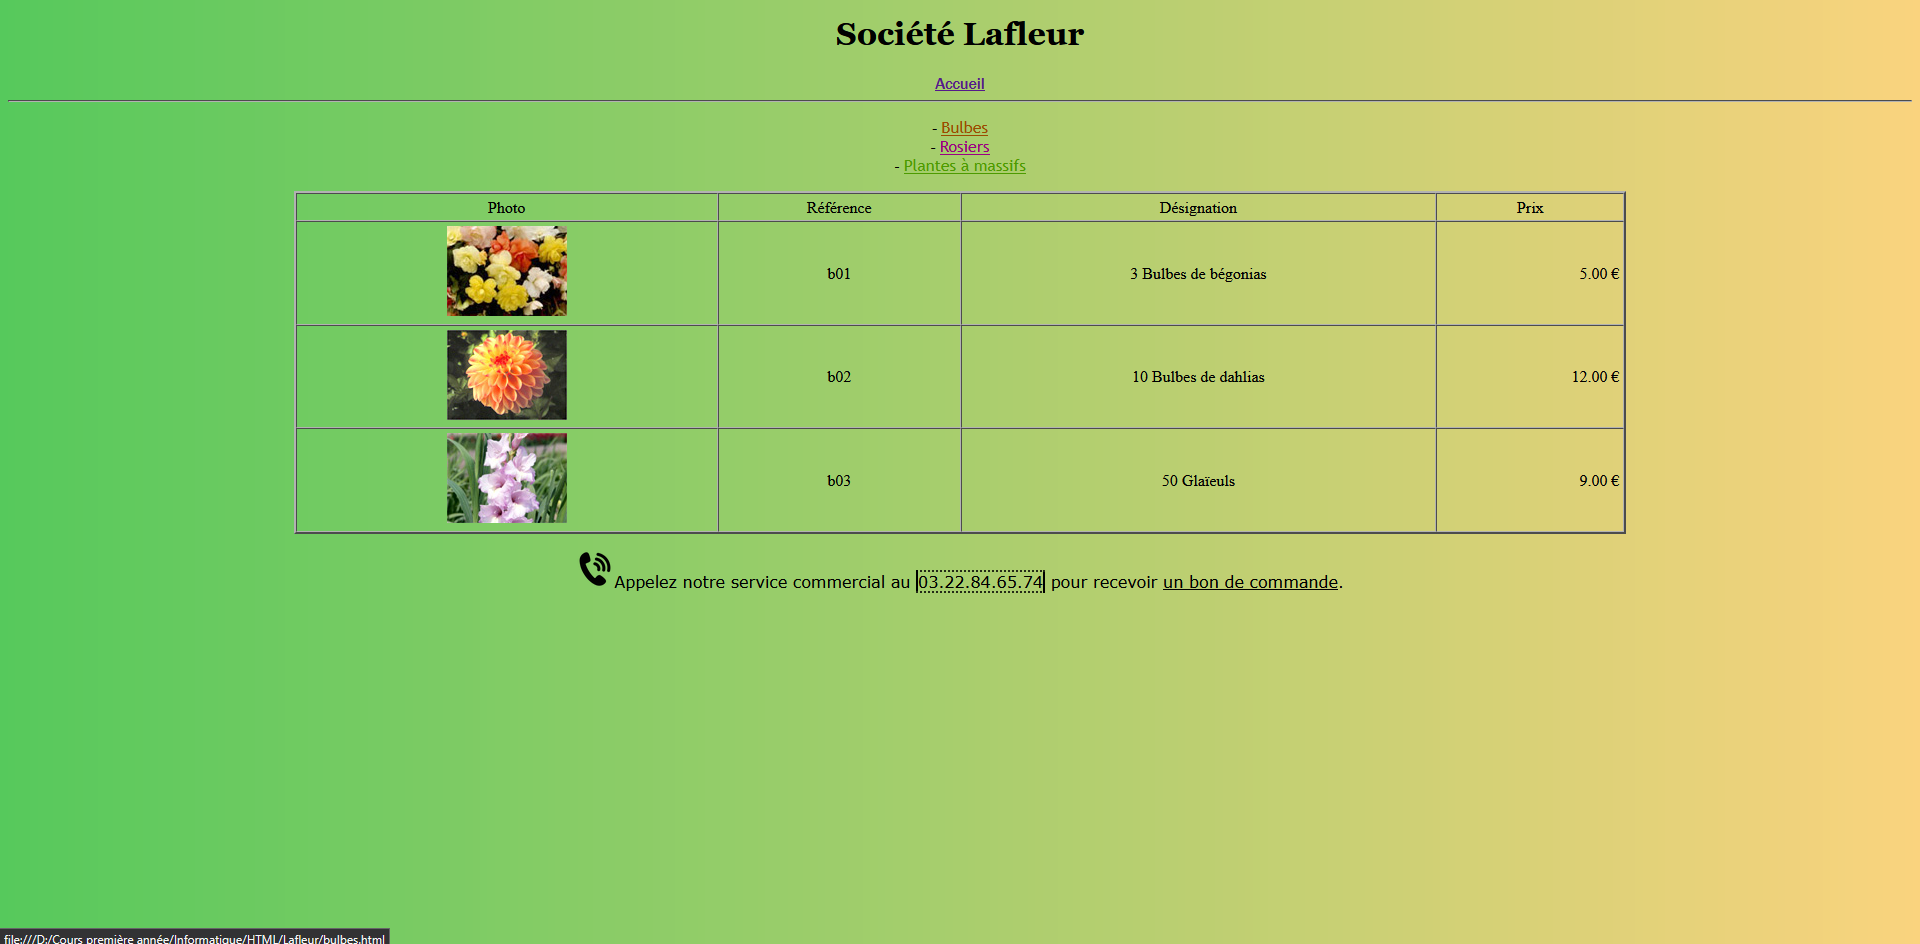 Société Lafleur
Accueil
- Bulbes
- Rosiers
- Plantes à massifs
Photo Référence Désignation Prix
b01 3 Bulbes de bégonias 5.00 €
b02 10 Bulbes de dahlias 12.00 €
b03 50 Glaïeuls 9.00 €
Appelez notre service commercial au 03.22.84.65.74 pour recevoir un bon de commande.
file:///D:/Cours première année/Informatique/HTML/Lafleur/bulbes.html